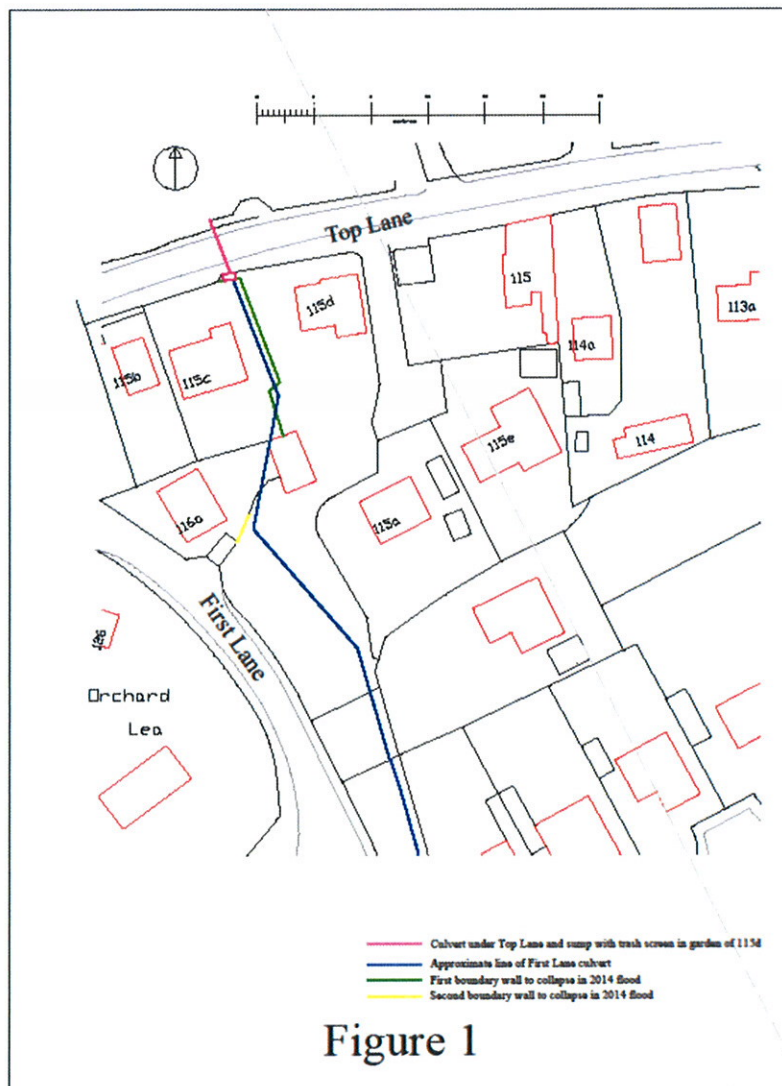 Top Lane
115
115d
114a
113a
115b
115c
115e
114
116a
115a
First Lane
Orchard
Lea
Culvert under Top Lane and sump with trash screen in garden of 115d
Approximate line of First Lane culvert
First boundary wall to collapse in 2014 flood
Second boundary wall to collapse in 2014 flood
Figure 1